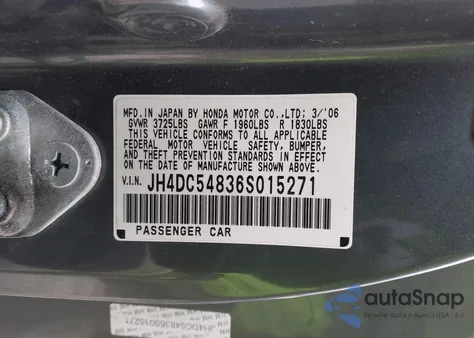 MFD. IN JAPAN BY HONDA MOTOR CO.,LTD; 3/'06
GVWR 3725LBS GAWR F 1960LBS R 1830LBS
THIS VEHICLE CONFORMS TO ALL APPLICABLE
FEDERAL MOTOR VEHICLE SAFETY, BUMPER,
AND THEFT PREVENTION STANDARDS IN EFFECT
ON THE DATE OF MANUFACTURE SHOWN ABOVE.
V.I.N. JH4DC54836S015271
PASSENGER CAR
autoSnap
JH4DC54836S015271